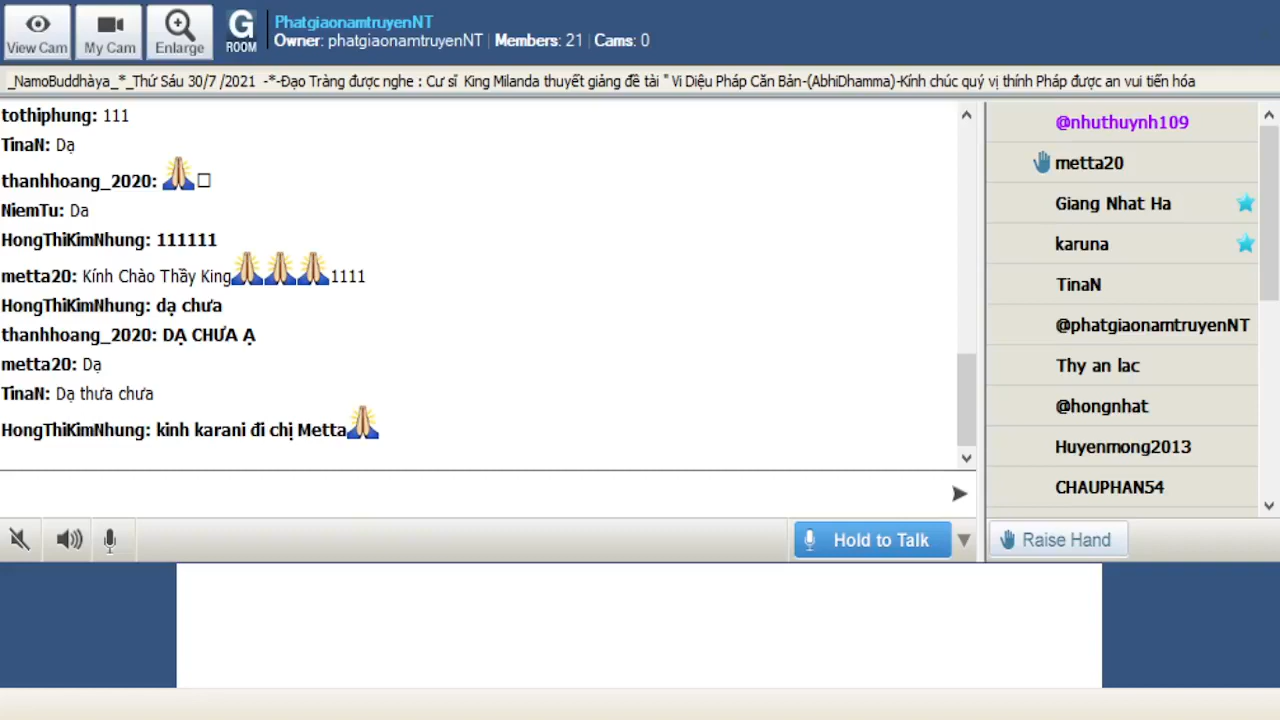 View Cam
My Cam
Enlarge
G
ROOM
PhatgiaonamtruyenNT
Owner: phatgiaonamtruyenNT | Members: 21 | Cams: 0
_NamoBuddhàya_*_Thứ Sáu 30/7 /2021 -*-Đạo Tràng được nghe : Cư sĩ King Milanda thuyết giảng đề tài " Vi Diệu Pháp Căn Bản-(AbhiDhamma)-Kính chúc quý vị thính Pháp được an vui tiến hóa
tothiphung: 111
TinaN: Dạ
thanhhoang_2020: 🙏□
NiemTu: Da
HongThiKimNhung: 111111
metta20: Kính Chào Thầy King🙏🙏🙏1111
HongThiKimNhung: dạ chưa
thanhhoang_2020: DẠ CHƯA Ạ
metta20: Dạ
TinaN: Dạ thưa chưa
HongThiKimNhung: kinh karani đi chị Metta🙏
@nhuthuynh109
metta20
Giang Nhat Ha
karuna
TinaN
@phatgiaonamtruyenNT
Thy an lac
@hongnhat
Huyenmong2013
CHAUPHAN54
Hold to Talk
Raise Hand